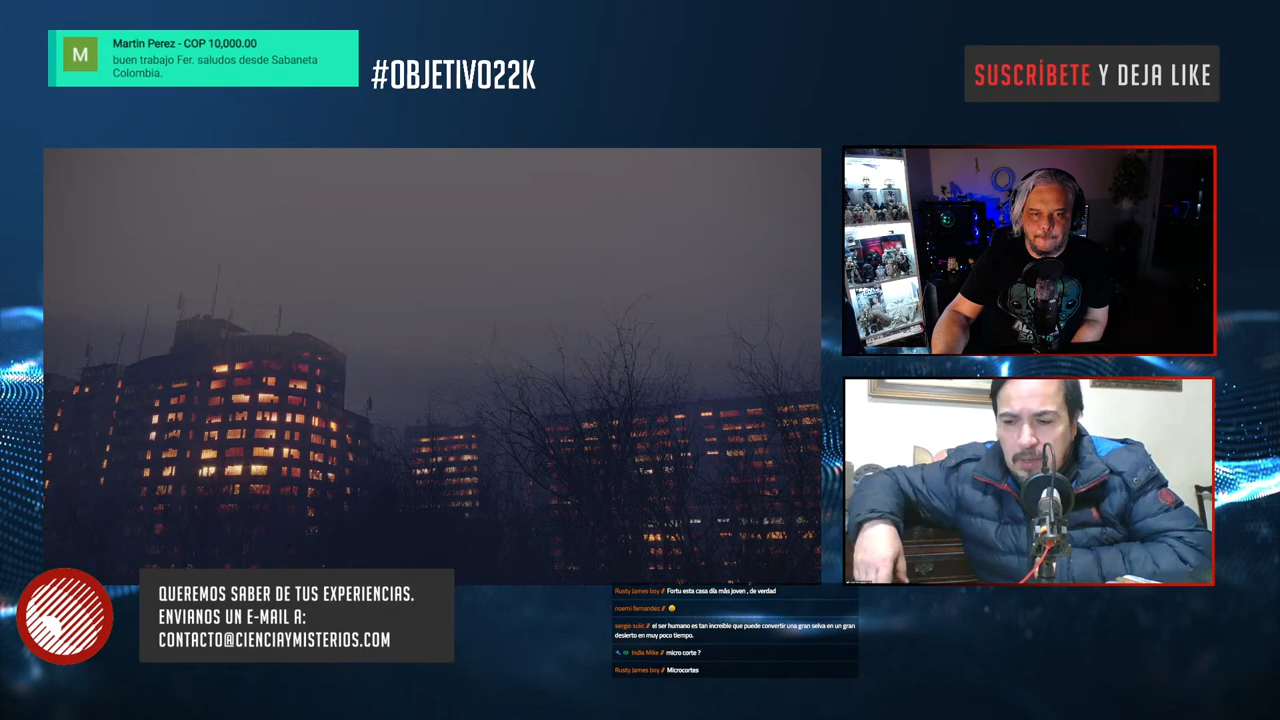 Martin Perez - COP 10,000.00
M
buen trabajo Fer. saludos desde Sabaneta
Colombia.
#OBJETIVO22K
SUSCRÍBETE Y DEJA LIKE
QUEREMOS SABER DE TUS EXPERIENCIAS.
ENVIANOS UN E-MAIL A:
CONTACTO@CIENCIAYMISTERIOS.COM
Rusty James boy // Fortu esta casa día más joven , de verdad
noemi fernandez //
sergio sulic // el ser humano es tan increible que puede convertir una gran selva en un gran
desierto en muy poco tiempo.
India Mike // micro corte ?
Rusty James boy // Microcortes